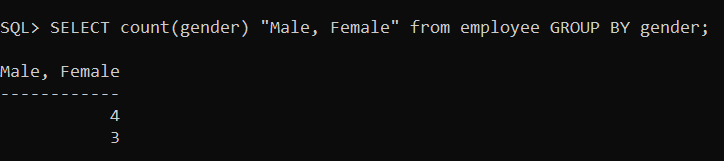 SQL> SELECT count(gender) "Male, Female" from employee GROUP BY gender;
Male, Female
------------
4
3